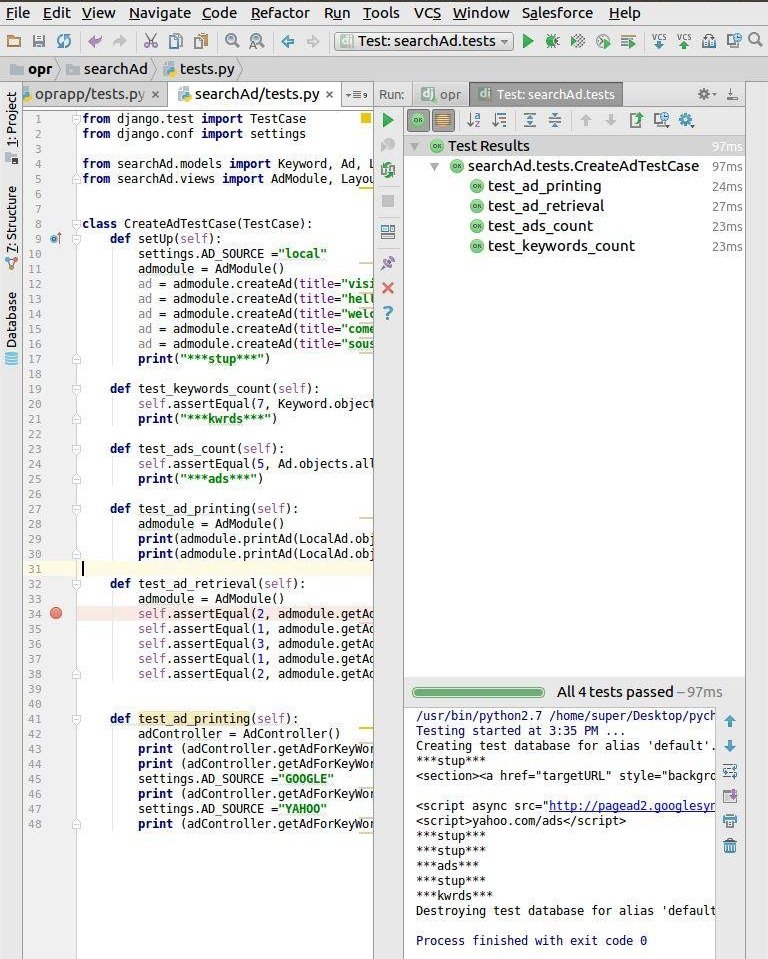 File Edit View Navigate Code Refactor Run Tools VCS Window Salesforce Help
Test: searchAd.tests VCS VCS
opr searchAd tests.py
oprapp/tests.py × searchAd/tests.py × 9 Run: opr Test: searchAd.tests
1: Project
7: Structure
Database
1 from django.test import TestCase
2 from django.conf import settings
3
4 from searchAd.models import Keyword, Ad, L
5 from searchAd.views import AdModule, Layou
6
7
8 class CreateAdTestCase(TestCase):
9 def setUp(self):
10 settings.AD_SOURCE ="local"
11 admodule = AdModule()
12 ad = admodule.createAd(title="visi
13 ad = admodule.createAd(title="hell
14 ad = admodule.createAd(title="welc
15 ad = admodule.createAd(title="come
16 ad = admodule.createAd(title="sous
17 print("***stup***")
18
19 def test_keywords_count(self):
20 self.assertEqual(7, Keyword.object
21 print("***kwrds***")
22
23 def test_ads_count(self):
24 self.assertEqual(5, Ad.objects.all
25 print("***ads***")
26
27 def test_ad_printing(self):
28 admodule = AdModule()
29 print(admodule.printAd(LocalAd.obj
30 print(admodule.printAd(LocalAd.obj
31
32 def test_ad_retrieval(self):
33 admodule = AdModule()
34 self.assertEqual(2, admodule.getAd
35 self.assertEqual(1, admodule.getAd
36 self.assertEqual(3, admodule.getAd
37 self.assertEqual(1, admodule.getAd
38 self.assertEqual(2, admodule.getAd
39
40
41 def test_ad_printing(self):
42 adController = AdController()
43 print (adController.getAdForKeyWor
44 print (adController.getAdForKeyWor
45 settings.AD_SOURCE ="GOOGLE"
46 print (adController.getAdForKeyWor
47 settings.AD_SOURCE ="YAHOO"
48 print (adController.getAdForKeyWor
Test Results 97ms
searchAd.tests.CreateAdTestCase 97ms
test_ad_printing 24ms
test_ad_retrieval 27ms
test_ads_count 23ms
test_keywords_count 23ms
All 4 tests passed – 97ms
/usr/bin/python2.7 /home/super/Desktop/pych
Testing started at 3:35 PM ...
Creating test database for alias 'default'.
***stup***
<section><a href="targetURL" style="backgro
<script async src="http://pagead2.googlesyn
<script>yahoo.com/ads</script>
***stup***
***stup***
***ads***
***stup***
***kwrds***
Destroying test database for alias 'default
Process finished with exit code 0